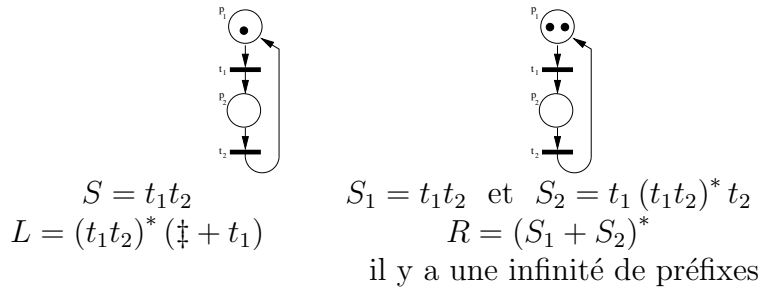 p₁ p₁
t₁ t₁
p₂ p₂
t₂ t₂
S = t₁t₂ S₁ = t₁t₂ et S₂ = t₁ (t₁t₂)* t₂
L = (t₁t₂)* (‡ + t₁) R = (S₁ + S₂)*
il y a une infinité de préfixes